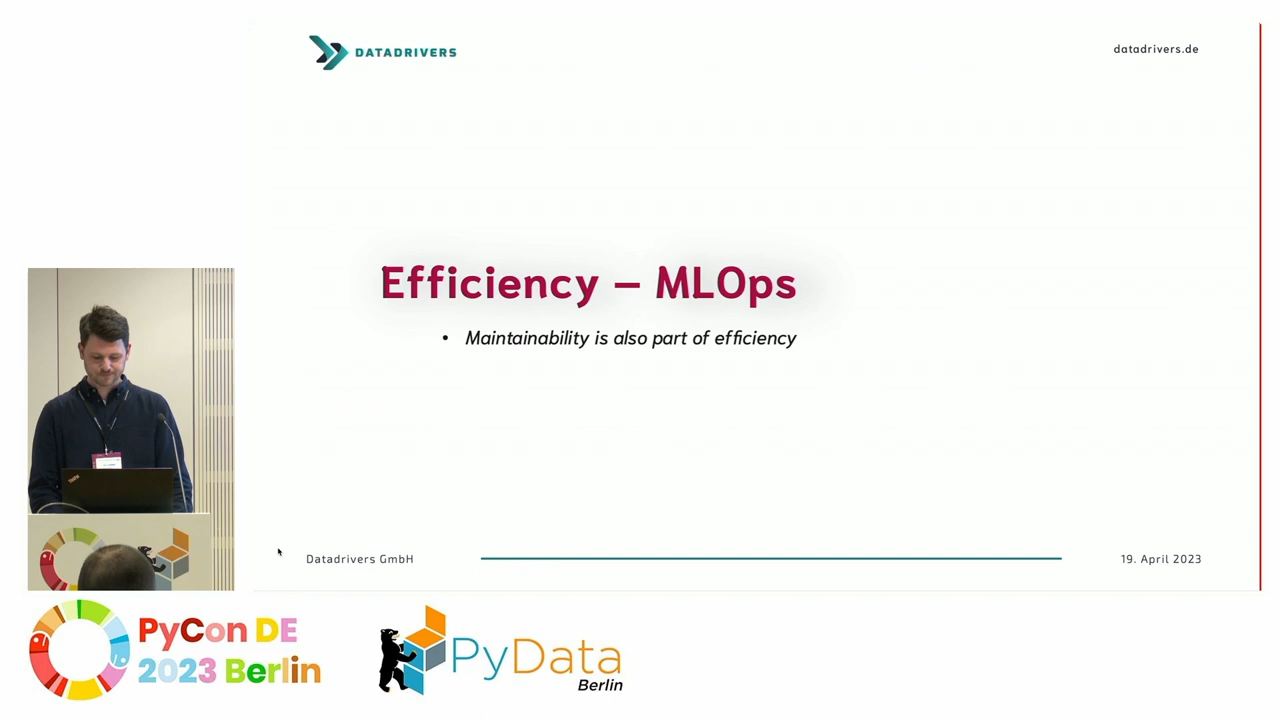 DATADRIVERS
datadrivers.de
Efficiency – MLOps
• Maintainability is also part of efficiency
Datadrivers GmbH
19. April 2023
PyCon DE
2023 Berlin
PyData
Berlin